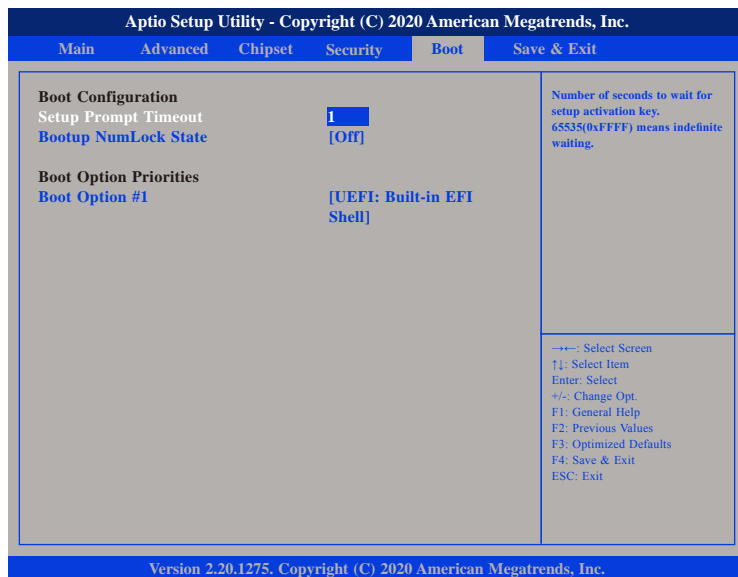 Aptio Setup Utility - Copyright (C) 2020 American Megatrends, Inc.
Main Advanced Chipset Security Boot Save & Exit
Boot Configuration
Setup Prompt Timeout 1
Bootup NumLock State [Off]
Boot Option Priorities
Boot Option #1 [UEFI: Built-in EFI
Shell]
Number of seconds to wait for
setup activation key.
65535(0xFFFF) means indefinite
waiting.
→←: Select Screen
↑↓: Select Item
Enter: Select
+/-: Change Opt.
F1: General Help
F2: Previous Values
F3: Optimized Defaults
F4: Save & Exit
ESC: Exit
Version 2.20.1275. Copyright (C) 2020 American Megatrends, Inc.